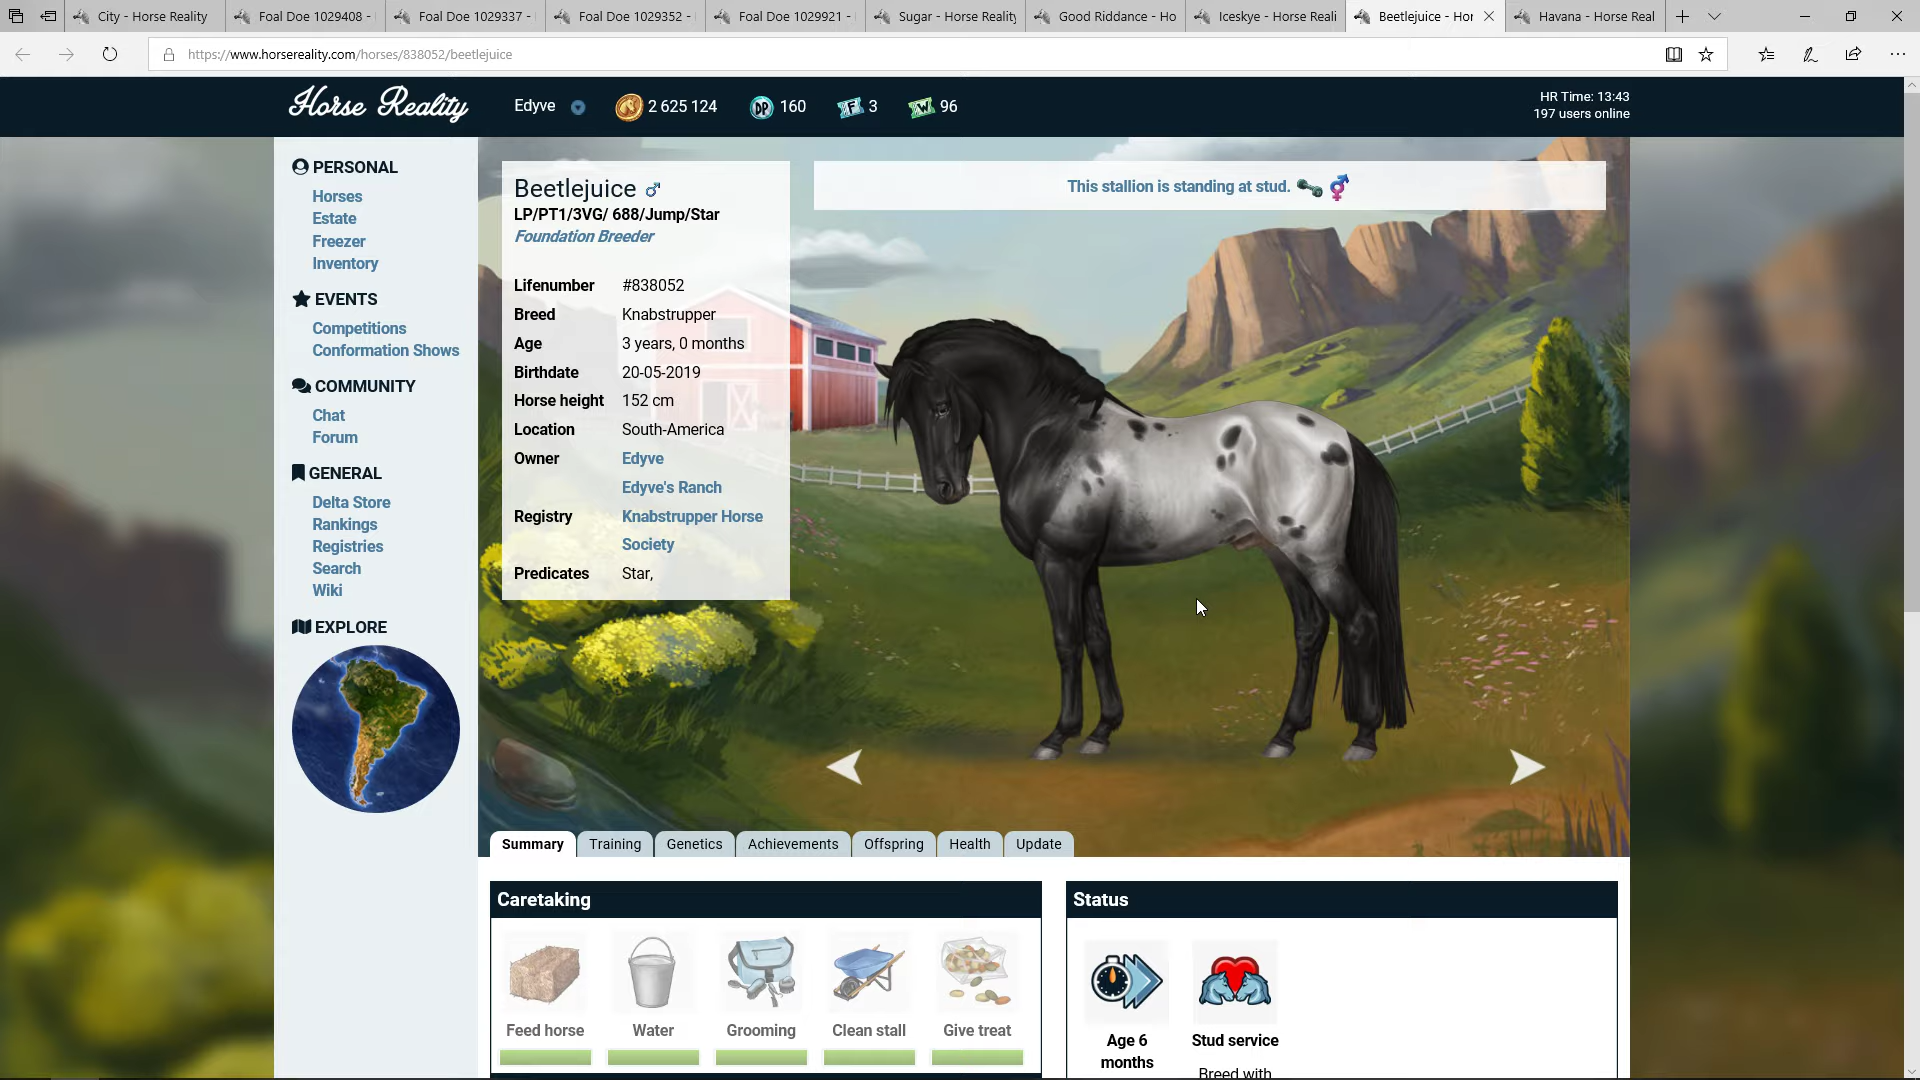 City - Horse Reality
Foal Doe 1029408 -
Foal Doe 1029337 -
Foal Doe 1029352 -
Foal Doe 1029921 -
Sugar - Horse Reality
Good Riddance - Ho
Iceskye - Horse Reali
Beetlejuice - Hor
Havana - Horse Real
https://www.horsereality.com/horses/838052/beetlejuice
Horse Reality
Edyve
2 625 124
DP 160
F 3
W 96
HR Time: 13:43
197 users online
PERSONAL
Horses
Estate
Freezer
Inventory
EVENTS
Competitions
Conformation Shows
COMMUNITY
Chat
Forum
GENERAL
Delta Store
Rankings
Registries
Search
Wiki
EXPLORE
Beetlejuice
LP/PT1/3VG/ 688/Jump/Star
Foundation Breeder
Lifenumber #838052
Breed Knabstrupper
Age 3 years, 0 months
Birthdate 20-05-2019
Horse height 152 cm
Location South-America
Owner Edyve
Edyve's Ranch
Registry Knabstrupper Horse
Society
Predicates Star,
This stallion is standing at stud.
Summary
Training
Genetics
Achievements
Offspring
Health
Update
Caretaking
Feed horse
Water
Grooming
Clean stall
Give treat
Status
Age 6
months
Stud service
Breed with